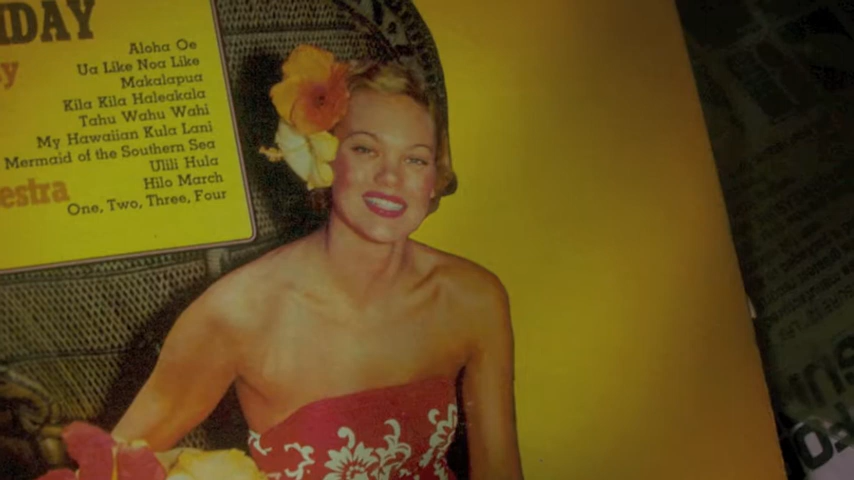 IDAY
Aloha Oe
Ua Like Noa Like
Makalapua
Kila Kila Haleakala
Tahu Wahu Wahi
My Hawaiian Kula Lani
Mermaid of the Southern Sea
Ulili Hula
Hilo March
One, Two, Three, Four
estra